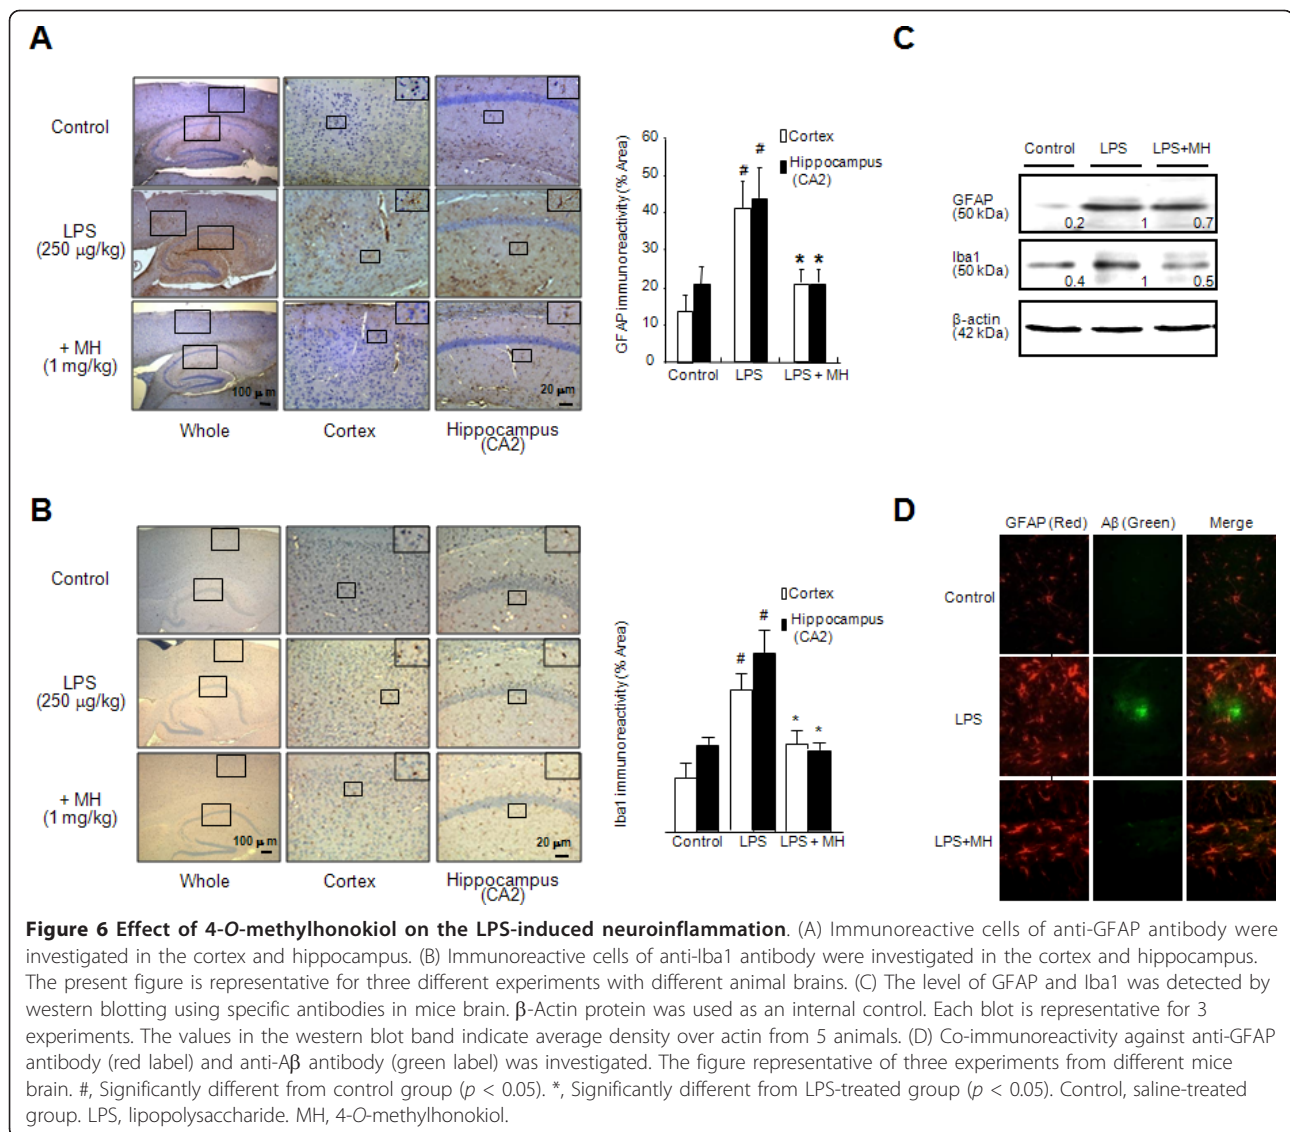 A
Control
LPS
(250 μg/kg)
+ MH
(1 mg/kg)
100 μm
20 μm
Whole
Cortex
Hippocampus
(CA2)
GFAP immunoreactivity (% Area)
60
50
40
30
20
10
0
Cortex
Hippocampus
(CA2)
#
#
*
*
Control
LPS
LPS + MH
C
Control
LPS
LPS+MH
GFAP
(50 kDa)
0.2
1
0.7
Iba1
(50 kDa)
0.4
1
0.5
β-actin
(42 kDa)
B
Control
LPS
(250 μg/kg)
+ MH
(1 mg/kg)
100 μm
20 μm
Whole
Cortex
Hippocampus
(CA2)
Iba1 immunoreactivity (% Area)
Cortex
Hippocampus
(CA2)
#
#
*
*
Control
LPS
LPS + MH
D
GFAP (Red)
Aβ (Green)
Merge
Control
LPS
LPS+MH
Figure 6 Effect of 4-O-methylhonokiol on the LPS-induced neuroinflammation. (A) Immunoreactive cells of anti-GFAP antibody were
investigated in the cortex and hippocampus. (B) Immunoreactive cells of anti-Iba1 antibody were investigated in the cortex and hippocampus.
The present figure is representative for three different experiments with different animal brains. (C) The level of GFAP and Iba1 was detected by
western blotting using specific antibodies in mice brain. β-Actin protein was used as an internal control. Each blot is representative for 3
experiments. The values in the western blot band indicate average density over actin from 5 animals. (D) Co-immunoreactivity against anti-GFAP
antibody (red label) and anti-Aβ antibody (green label) was investigated. The figure representative of three experiments from different mice
brain. #, Significantly different from control group (p < 0.05). *, Significantly different from LPS-treated group (p < 0.05). Control, saline-treated
group. LPS, lipopolysaccharide. MH, 4-O-methylhonokiol.